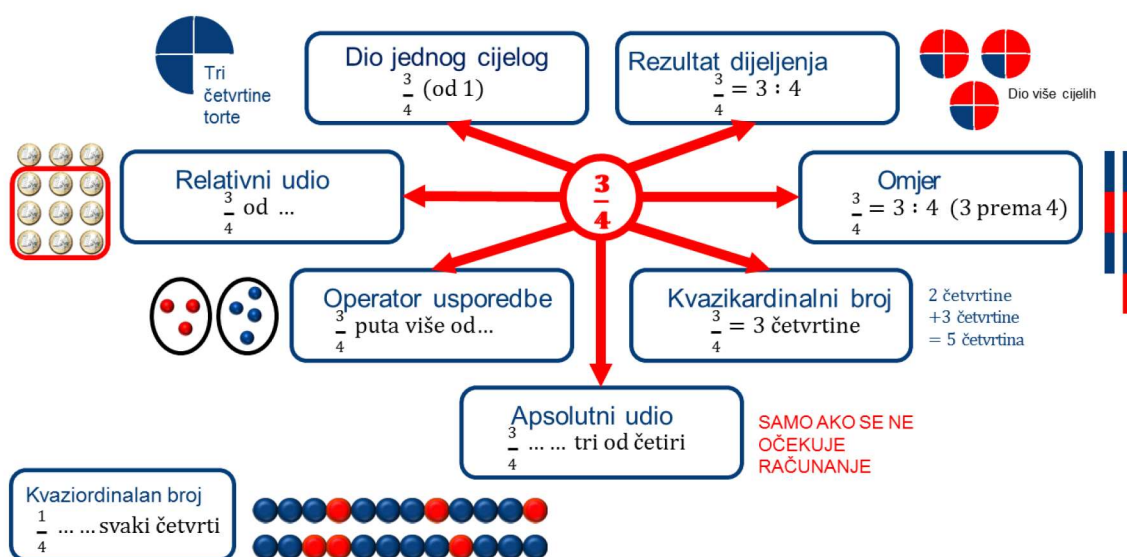 Tri
četvrtine
torte
Dio jednog cijelog
3/4 (od 1)
Rezultat dijeljenja
3/4 = 3 : 4
Dio više cijelih
Relativni udio
3/4 od ...
3/4
Omjer
3/4 = 3 : 4 (3 prema 4)
Operator usporedbe
3/4 puta više od...
Kvazikardinalni broj
3/4 = 3 četvrtine
2 četvrtine
+3 četvrtine
= 5 četvrtina
Apsolutni udio
3/4 ... ... tri od četiri
SAMO AKO SE NE
OČEKUJE
RAČUNANJE
Kvaziordinalan broj
1/4 ... ... svaki četvrti